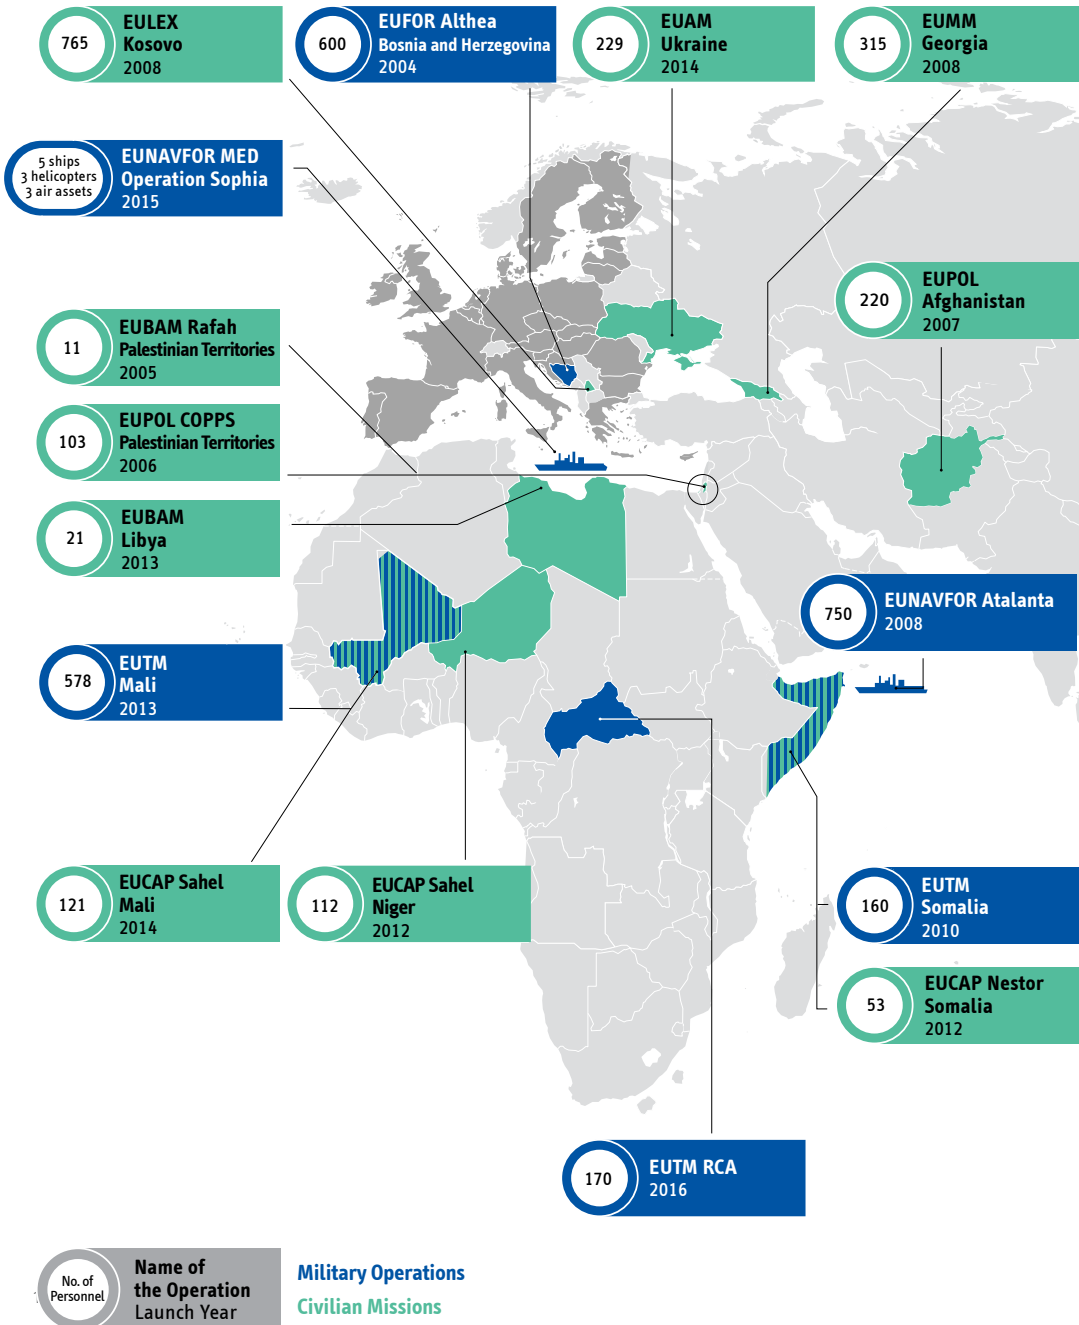 765
EULEX
Kosovo
2008
600
EUFOR Althea
Bosnia and Herzegovina
2004
229
EUAM
Ukraine
2014
315
EUMM
Georgia
2008
5 ships
3 helicopters
3 air assets
EUNAVFOR MED
Operation Sophia
2015
220
EUPOL
Afghanistan
2007
11
EUBAM Rafah
Palestinian Territories
2005
103
EUPOL COPPS
Palestinian Territories
2006
21
EUBAM
Libya
2013
750
EUNAVFOR Atalanta
2008
578
EUTM
Mali
2013
121
EUCAP Sahel
Mali
2014
112
EUCAP Sahel
Niger
2012
160
EUTM
Somalia
2010
53
EUCAP Nestor
Somalia
2012
170
EUTM RCA
2016
No. of
Personnel
Name of
the Operation
Launch Year
Military Operations
Civilian Missions